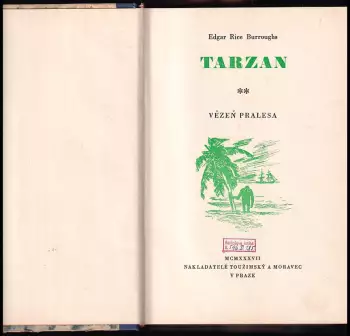 Edgar Rice Burroughs
TARZAN
**
VĚZEŇ PRALESA
MCMXXXVII
NAKLADATELÉ TOUŽIMSKÝ A MORAVEC
V PRAZE